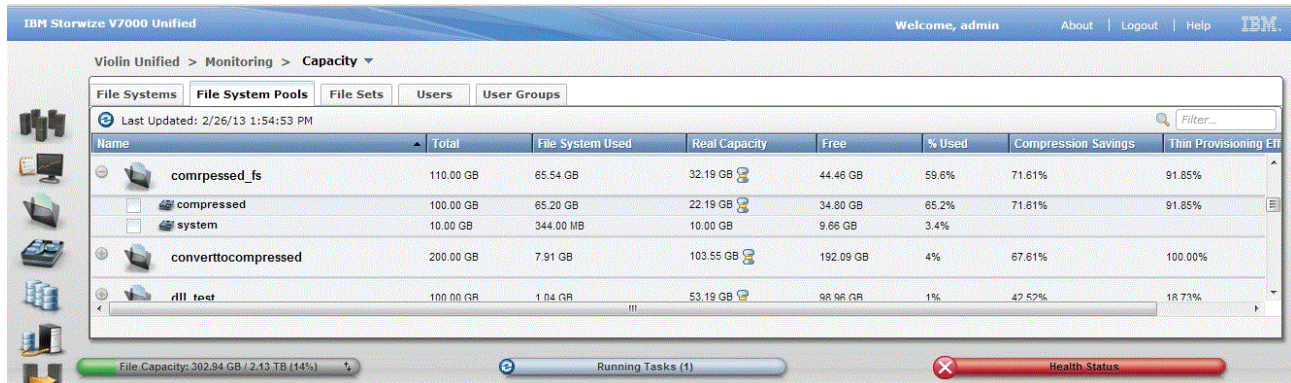 IBM Storwize V7000 Unified Welcome, admin About | Logout | Help IBM.
Violin Unified > Monitoring > Capacity
File Systems File System Pools File Sets Users User Groups
Last Updated: 2/26/13 1:54:53 PM Filter...
Name Total File System Used Real Capacity Free % Used Compression Savings Thin Provisioning Eff
comrpessed_fs 110.00 GB 65.54 GB 32.19 GB 44.46 GB 59.6% 71.61% 91.85%
compressed 100.00 GB 65.20 GB 22.19 GB 34.80 GB 65.2% 71.61% 91.85%
system 10.00 GB 344.00 MB 10.00 GB 9.66 GB 3.4%
converttocompressed 200.00 GB 7.91 GB 103.55 GB 192.09 GB 4% 67.61% 100.00%
dll_test 100.00 GB 1.04 GB 53.19 GB 98.96 GB 1% 42.52% 18.73%
File Capacity: 302.94 GB / 2.13 TB (14%) Running Tasks (1) Health Status